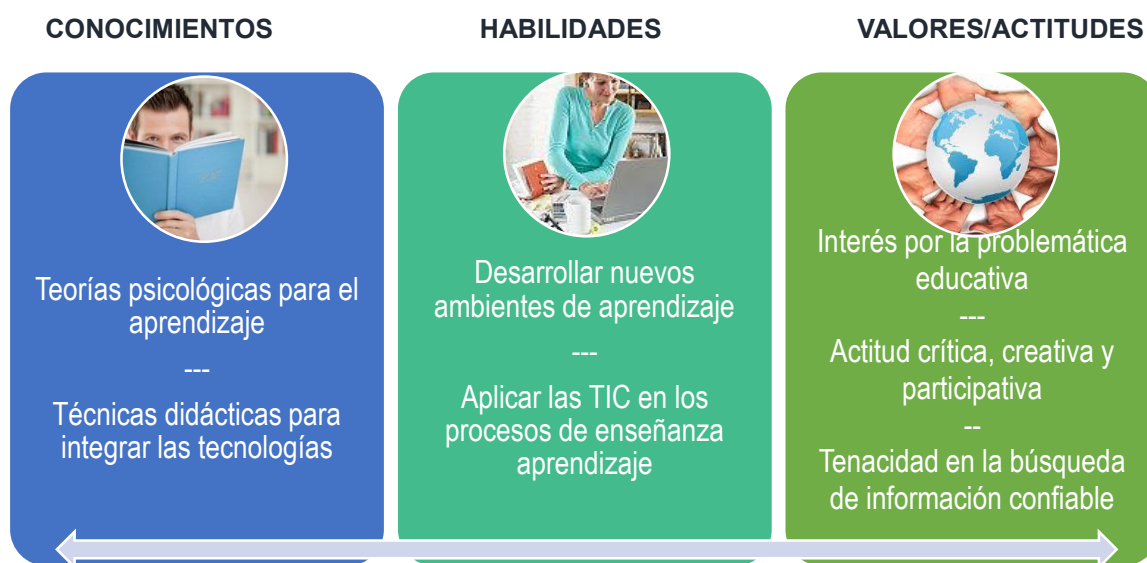 CONOCIMIENTOS
Teorías psicológicas para el
aprendizaje
---
Técnicas didácticas para
integrar las tecnologías
HABILIDADES
Desarrollar nuevos
ambientes de aprendizaje
---
Aplicar las TIC en los
procesos de enseñanza
aprendizaje
VALORES/ACTITUDES
Interés por la problemática
educativa
---
Actitud crítica, creativa y
participativa
--
Tenacidad en la búsqueda
de información confiable